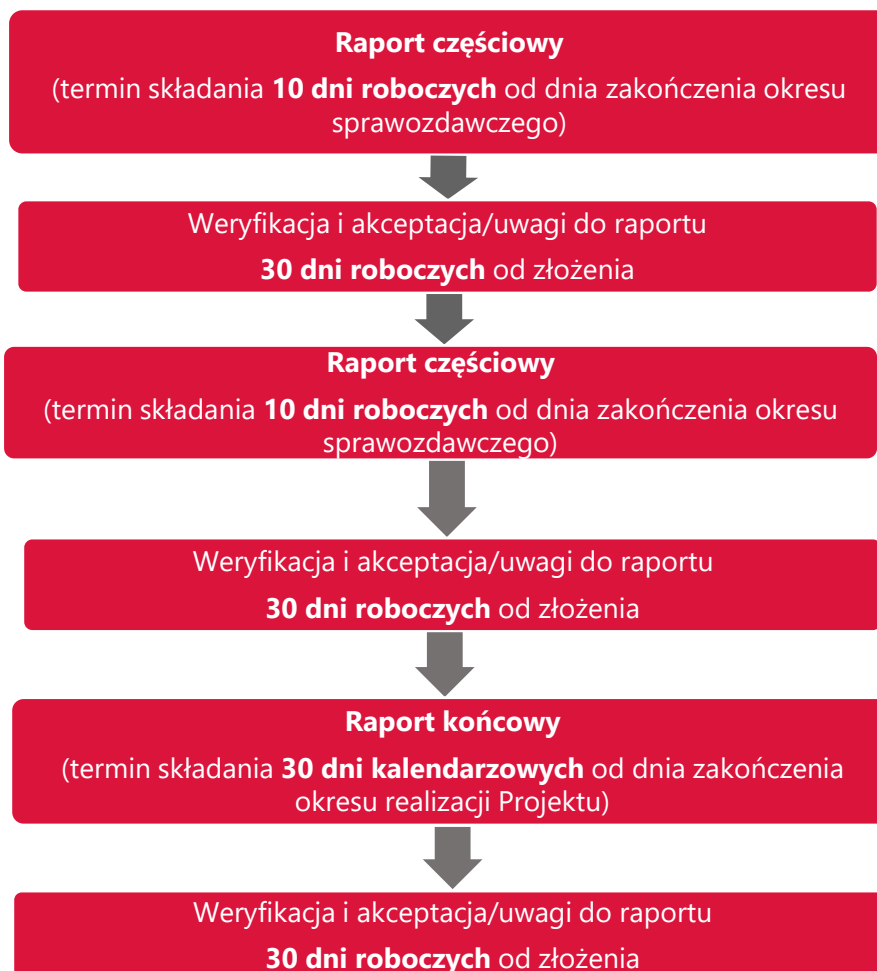 Raport częściowy
(termin składania 10 dni roboczych od dnia zakończenia okresu
sprawozdawczego)
Weryfikacja i akceptacja/uwagi do raportu
30 dni roboczych od złożenia
Raport częściowy
(termin składania 10 dni roboczych od dnia zakończenia okresu
sprawozdawczego)
Weryfikacja i akceptacja/uwagi do raportu
30 dni roboczych od złożenia
Raport końcowy
(termin składania 30 dni kalendarzowych od dnia zakończenia
okresu realizacji Projektu)
Weryfikacja i akceptacja/uwagi do raportu
30 dni roboczych od złożenia